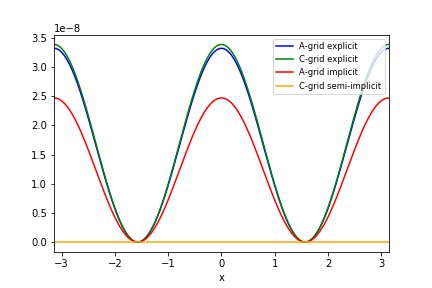 1e−8
3.5
3.0
2.5
2.0
1.5
1.0
0.5
0.0
A-grid explicit
C-grid explicit
A-grid implicit
C-grid semi-implicit
−3 −2 −1 0 1 2 3
x